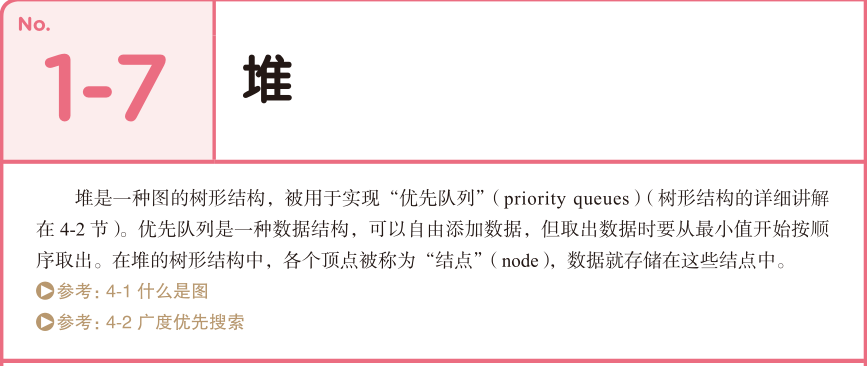 No.
1-7
堆
堆是一种图的树形结构，被用于实现“优先队列”（priority queues）（树形结构的详细讲解
在 4-2 节）。优先队列是一种数据结构，可以自由添加数据，但取出数据时要从最小值开始按顺
序取出。在堆的树形结构中，各个顶点被称为“结点”（node），数据就存储在这些结点中。
参考：4-1 什么是图
参考：4-2 广度优先搜索